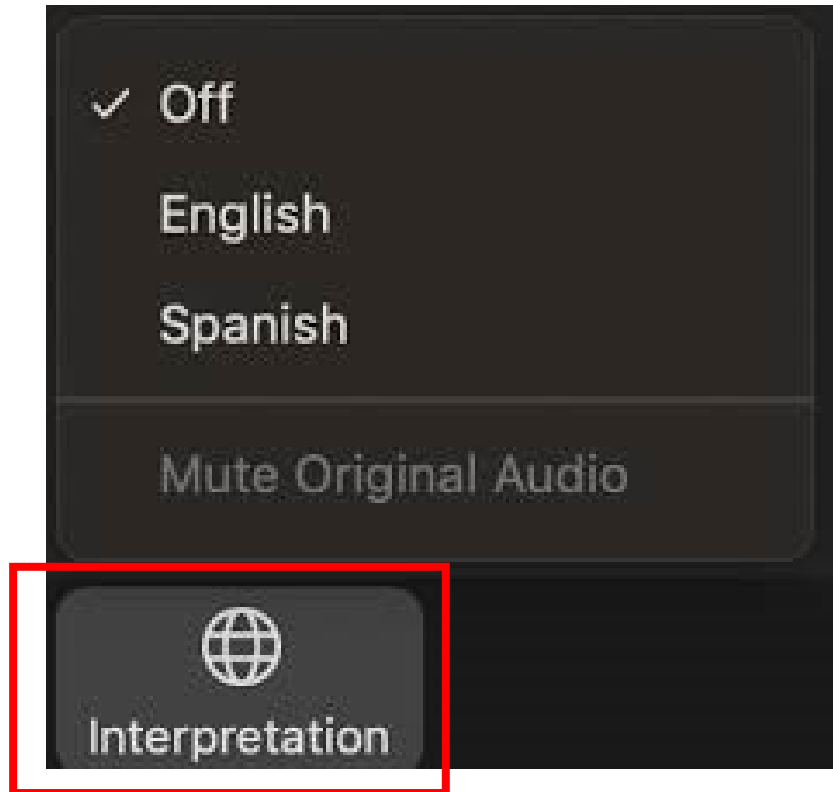 Off
English
Spanish
Mute Original Audio
Interpretation